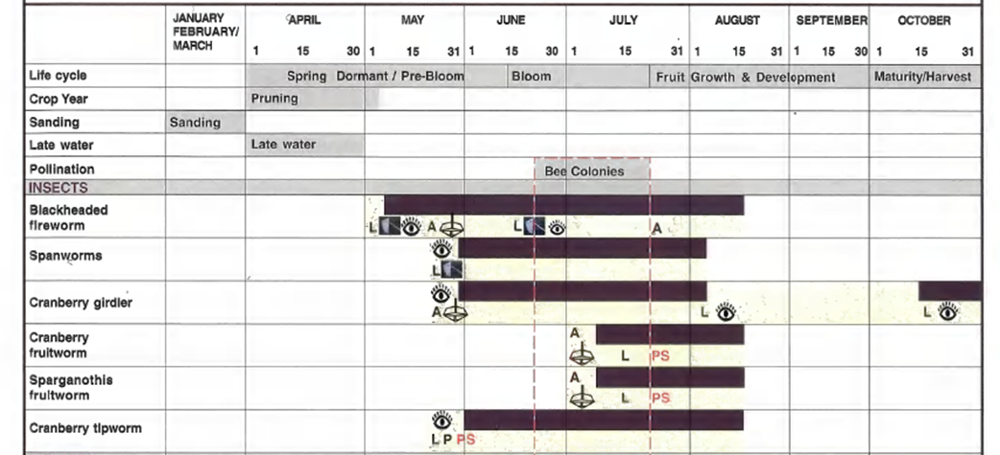 JANUARY FEBRUARY/ MARCH APRIL MAY JUNE JULY AUGUST SEPTEMBER OCTOBER
1 15 30 1 15 31 1 15 30 1 15 31 1 15 31 1 15 30 1 15 31
Life cycle Spring Dormant / Pre-Bloom Bloom Fruit Growth & Development Maturity/Harvest
Crop Year Pruning
Sanding Sanding
Late water Late water
Pollination Bee Colonies
INSECTS
Blackheaded
fireworm
L A L A
Spanworms
L
Cranberry girdler
A L L
Cranberry
fruitworm
A
L PS
Sparganothis
fruitworm
A
L PS
Cranberry tipworm
L P PS